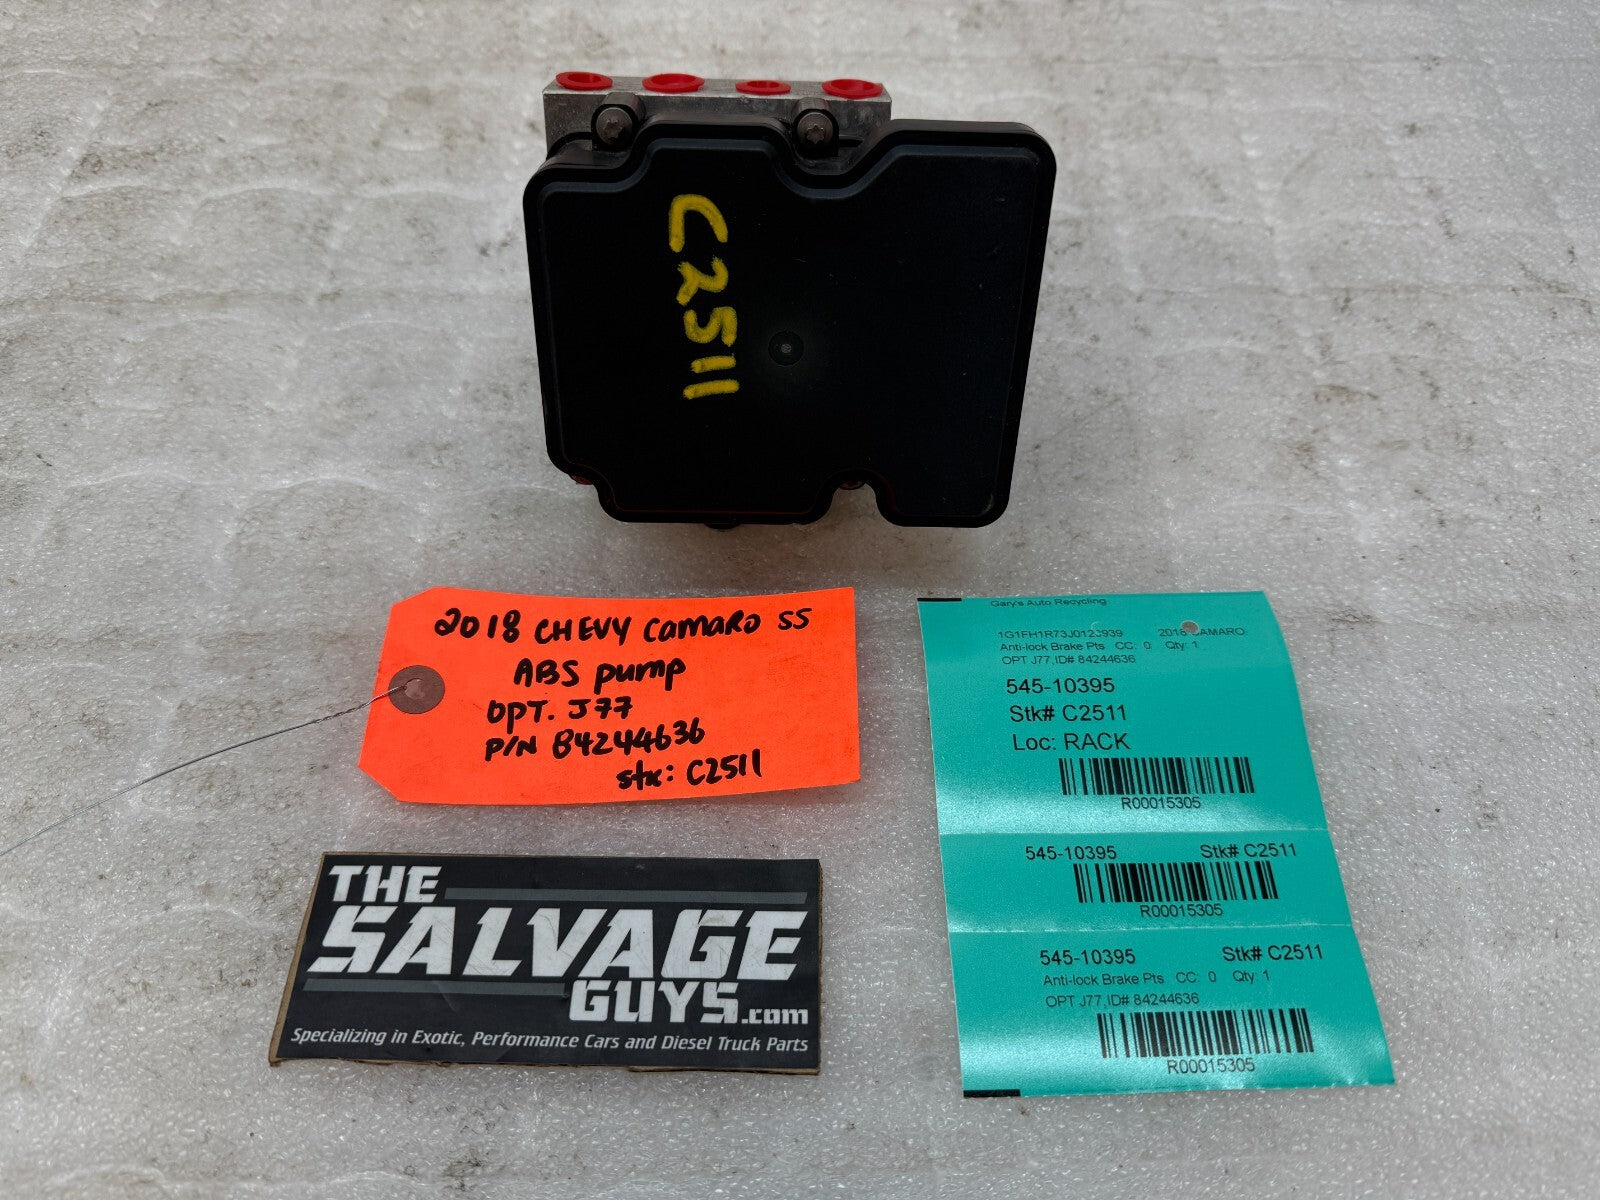 C2511
2018 CHEVY CAMARO SS
ABS pump
OPT. J77
P/N 84244636
stk: C2511
THE
SALVAGE
GUYS.com
Specializing in Exotic, Performance Cars and Diesel Truck Parts
Gary's Auto Recycling
2018 CAMARO
Anti-lock Brake Pts CC: 0 Qty: 1
OPT J77,ID# 84244636
545-10395
Stk# C2511
Loc: RACK
R00015305
545-10395 Stk# C2511
R00015305
545-10395 Stk# C2511
Anti-lock Brake Pts CC: 0 Qty: 1
OPT J77,ID# 84244636
R00015305